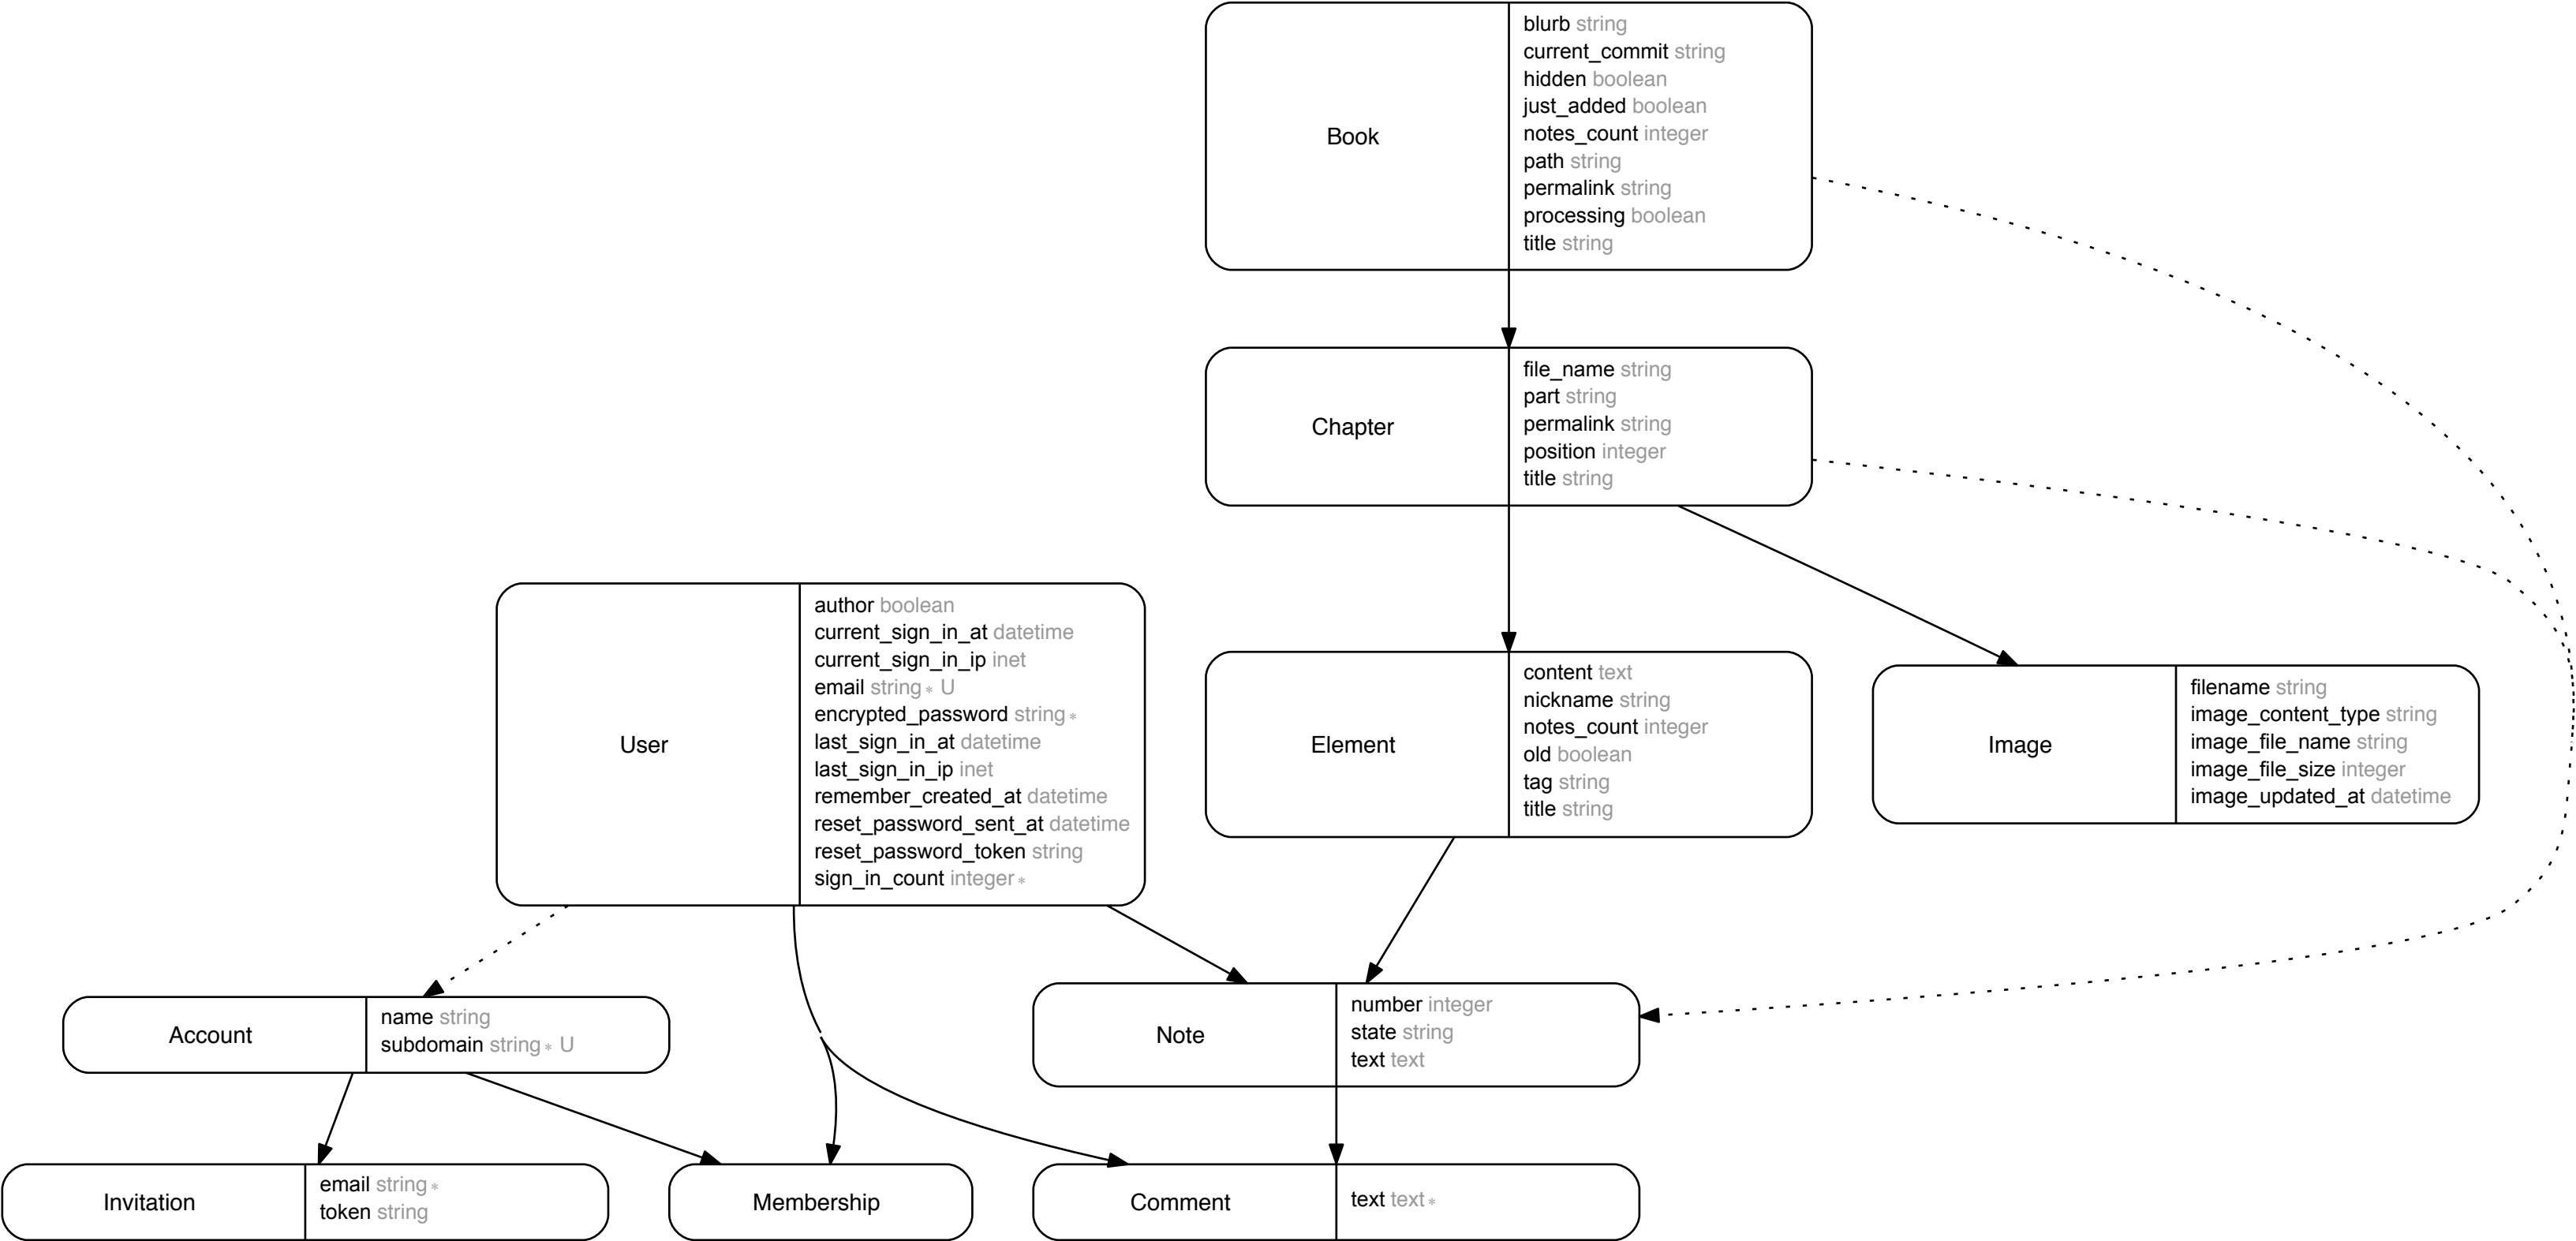 Book
blurb string
current_commit string
hidden boolean
just_added boolean
notes_count integer
path string
permalink string
processing boolean
title string
Chapter
file_name string
part string
permalink string
position integer
title string
User
author boolean
current_sign_in_at datetime
current_sign_in_ip inet
email string* U
encrypted_password string*
last_sign_in_at datetime
last_sign_in_ip inet
remember_created_at datetime
reset_password_sent_at datetime
reset_password_token string
sign_in_count integer*
Element
content text
nickname string
notes_count integer
old boolean
tag string
title string
Image
filename string
image_content_type string
image_file_name string
image_file_size integer
image_updated_at datetime
Account
name string
subdomain string* U
Note
number integer
state string
text text
Invitation
email string*
token string
Membership
Comment
text text*